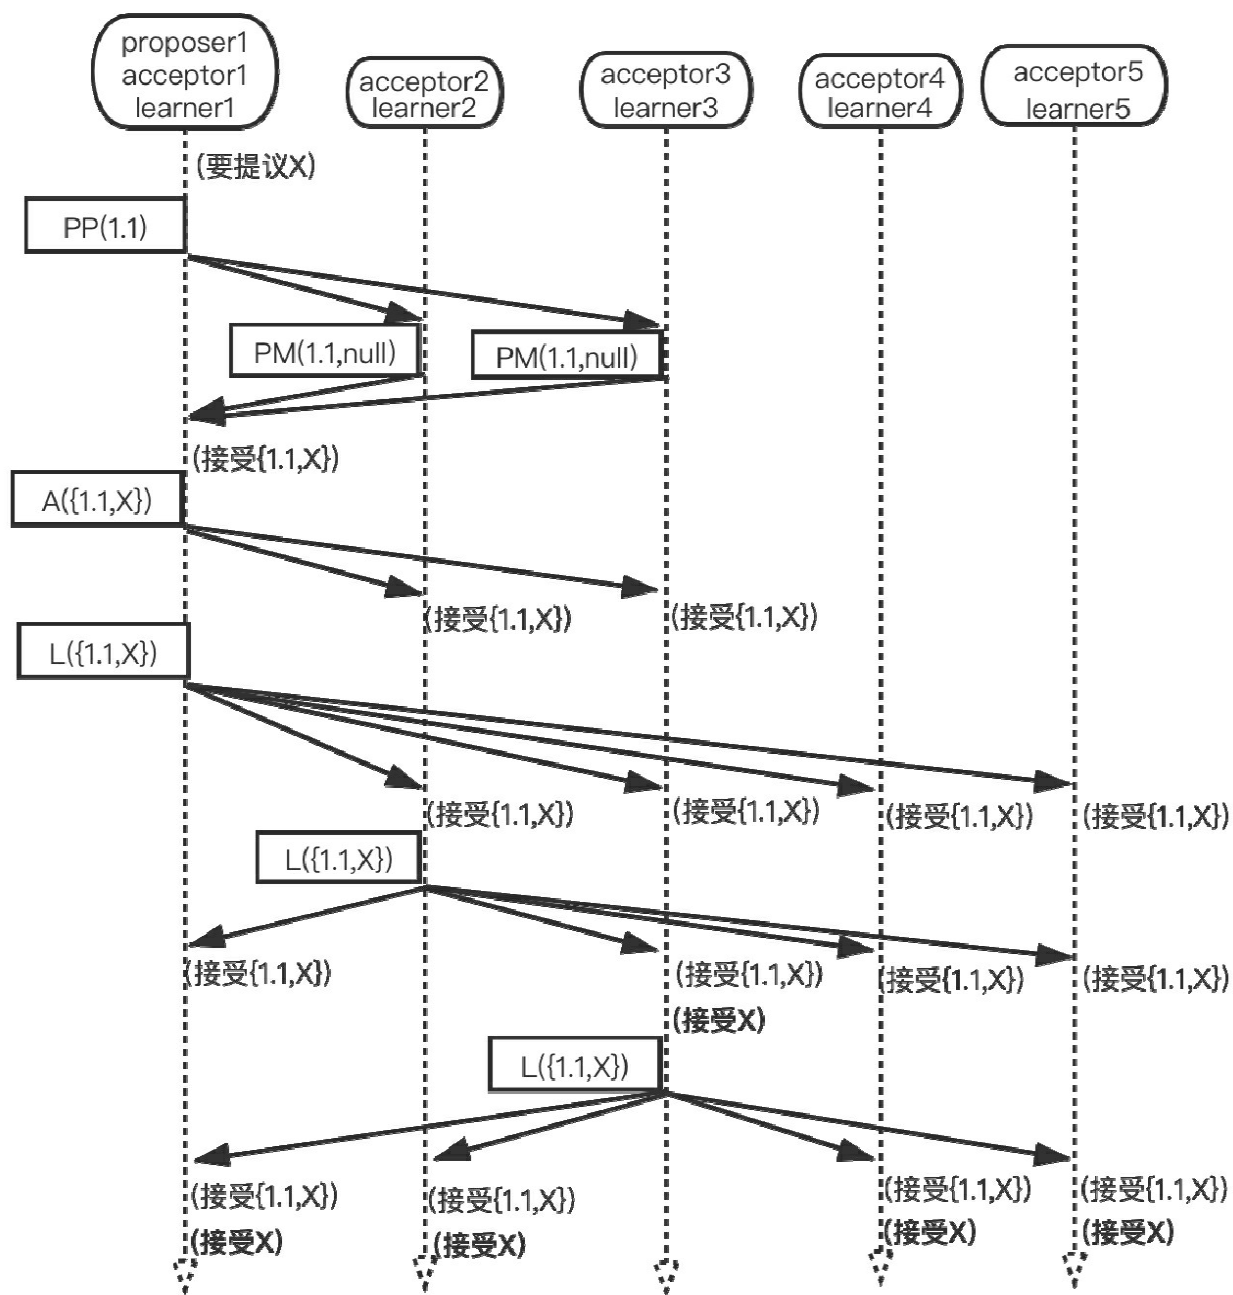 proposer1
acceptor1
learner1
acceptor2
learner2
acceptor3
learner3
acceptor4
learner4
acceptor5
learner5
(要提议X)
PP(1.1)
PM(1.1,null)
PM(1.1,null)
(接受{1.1,X})
A({1.1,X})
(接受{1.1,X})
(接受{1.1,X})
L({1.1,X})
(接受{1.1,X})
(接受{1.1,X})
(接受{1.1,X})
(接受{1.1,X})
L({1.1,X})
(接受{1.1,X})
(接受{1.1,X})
(接受{1.1,X})
(接受{1.1,X})
(接受X)
L({1.1,X})
(接受{1.1,X})
(接受X)
(接受{1.1,X})
(接受X)
(接受{1.1,X})
(接受X)
(接受{1.1,X})
(接受X)